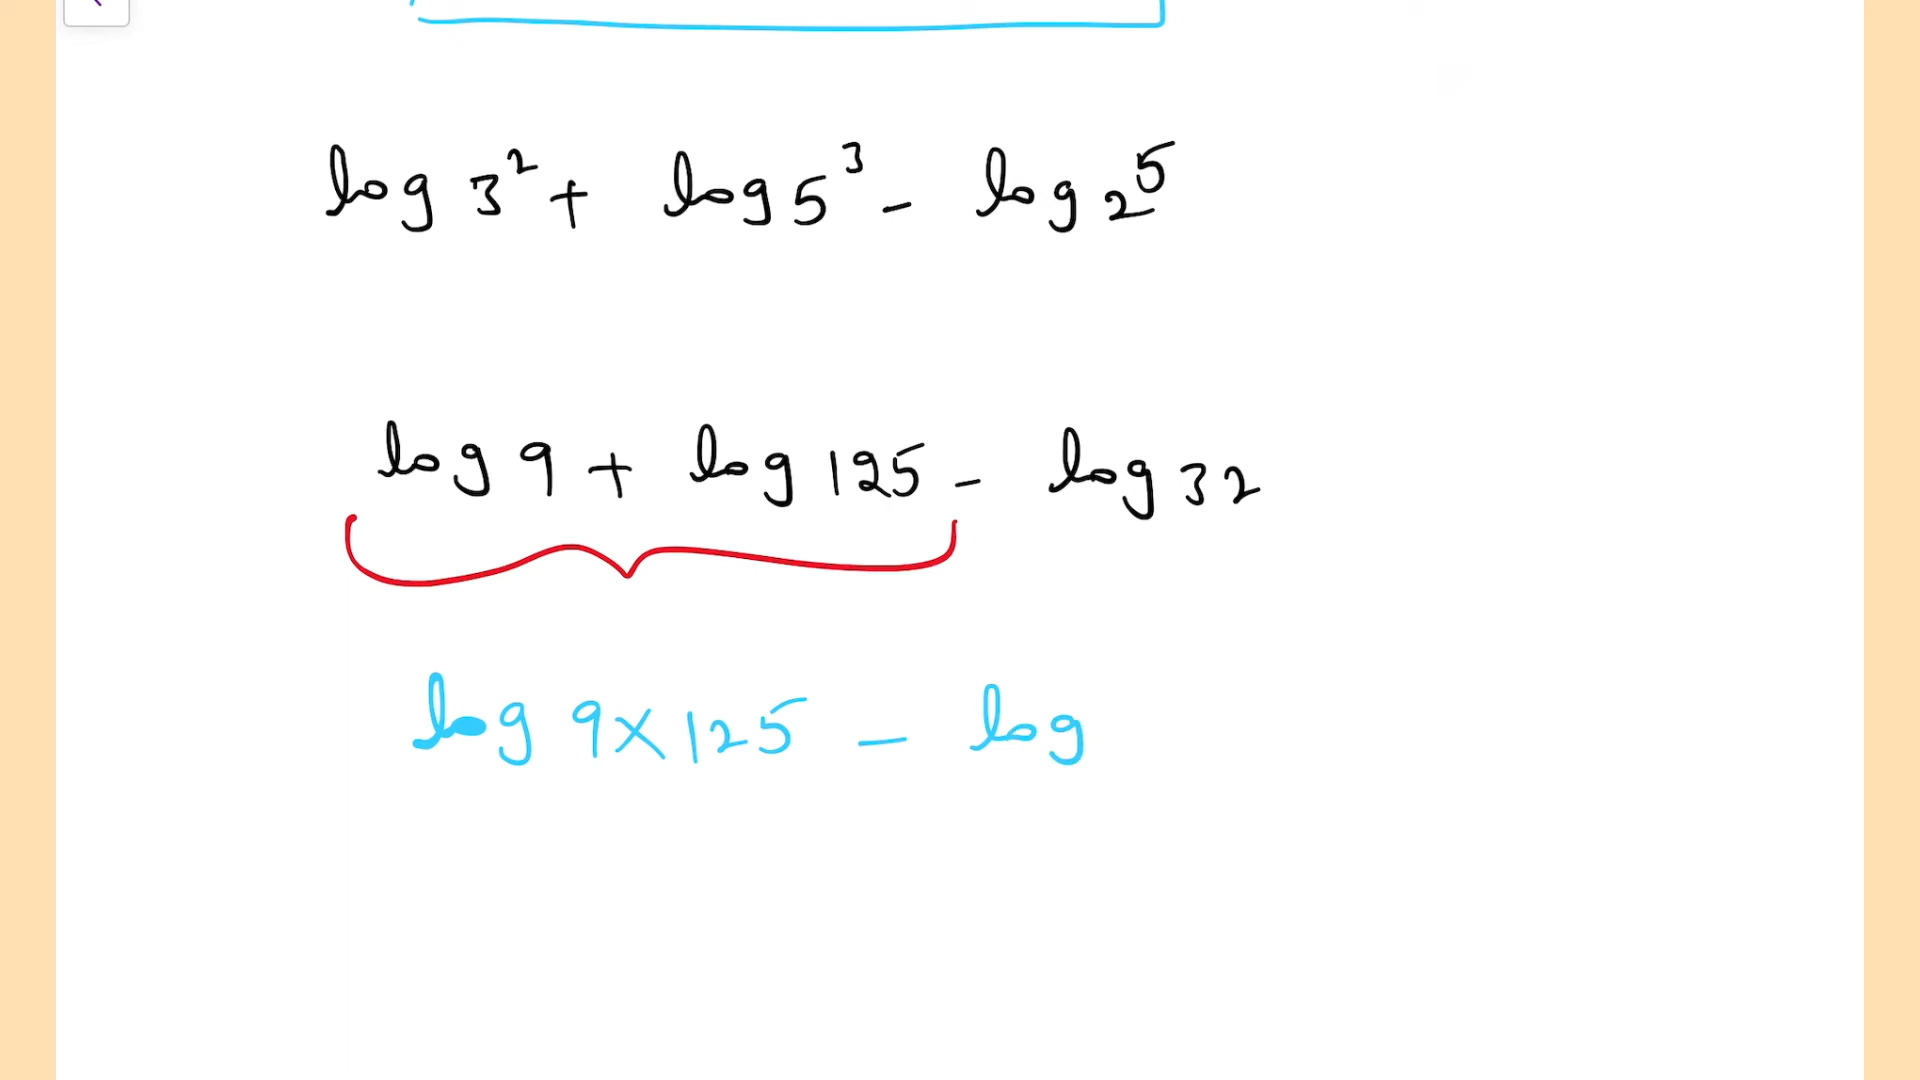 log 3² + log 5³ - log 2⁵
log 9 + log 125 - log 32
log 9 x 125 - log